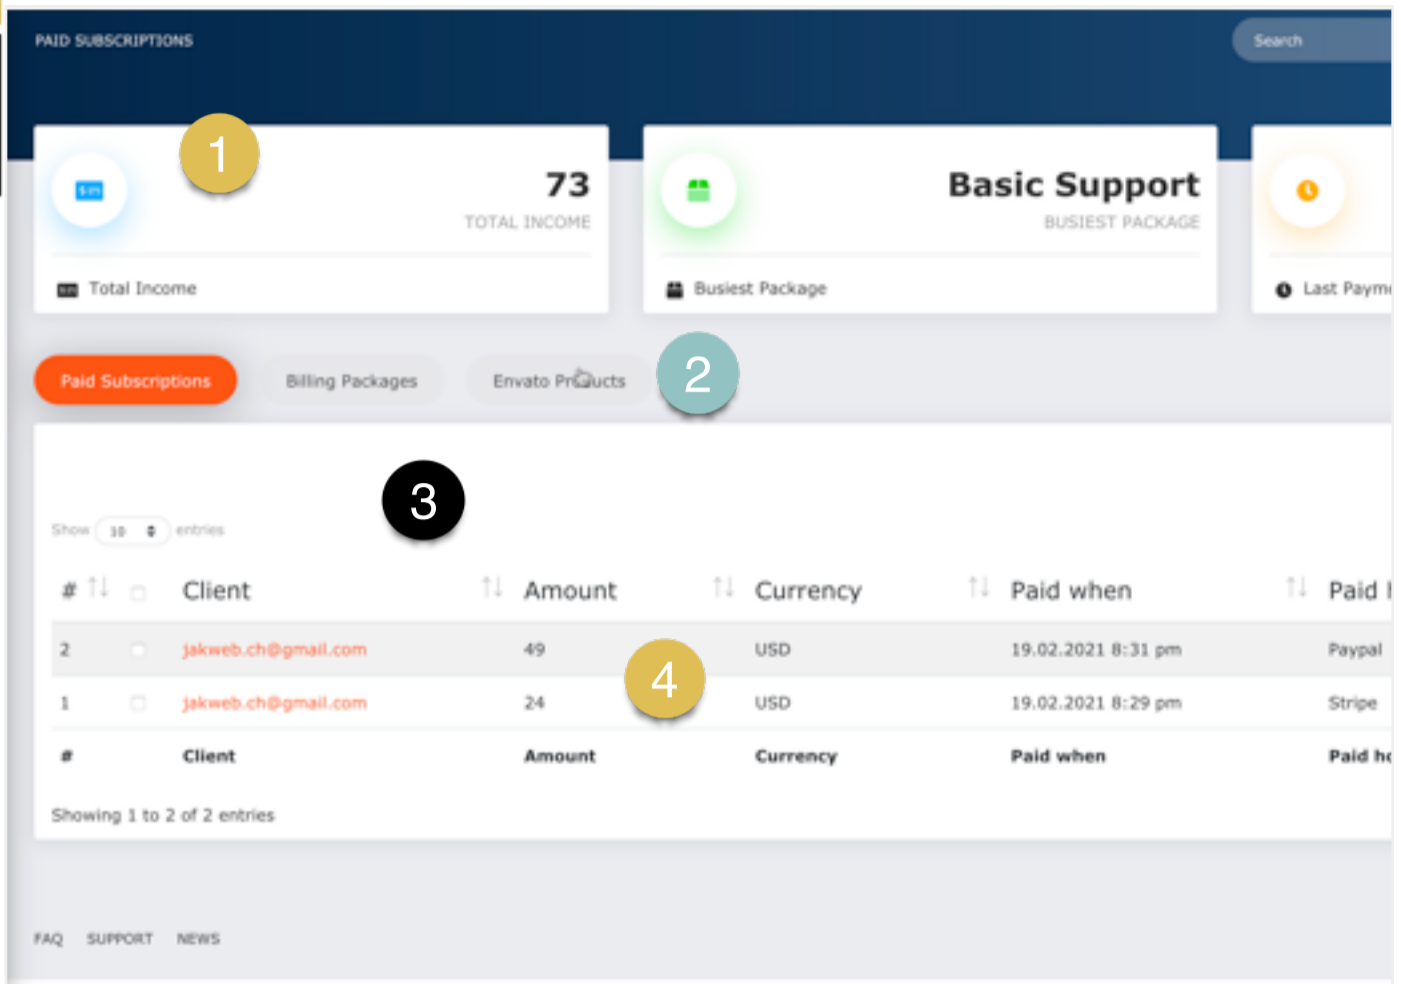 PAID SUBSCRIPTIONS
Search
1
73
TOTAL INCOME
Total Income
Basic Support
BUSIEST PACKAGE
Busiest Package
Last Payme
Paid Subscriptions
Billing Packages
Envato Products
2
3
Show 10 entries
# Client Amount Currency Paid when Paid h
2 jakweb.ch@gmail.com 49 USD 19.02.2021 8:31 pm Paypal
4
1 jakweb.ch@gmail.com 24 USD 19.02.2021 8:29 pm Stripe
# Client Amount Currency Paid when Paid ho
Showing 1 to 2 of 2 entries
FAQ SUPPORT NEWS